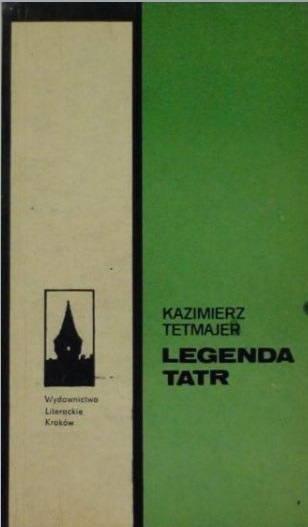 KAZIMIERZ
TETMAJER
LEGENDA
TATR
Wydawnictwo
Literackie
Kraków